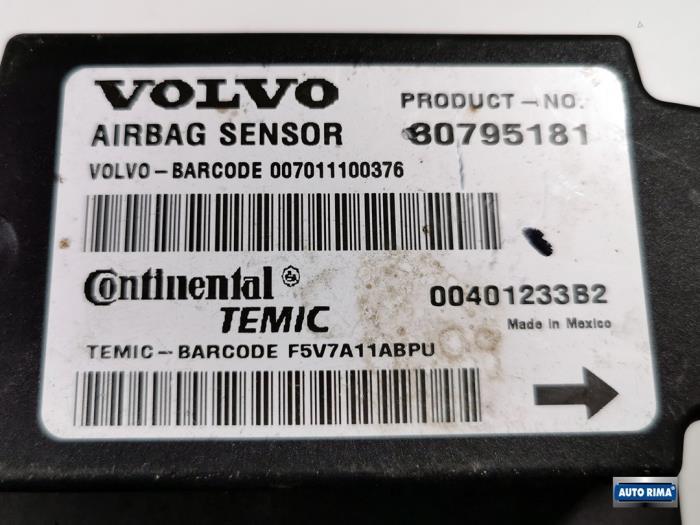 VOLVO
PRODUCT-NO.
AIRBAG SENSOR 30795181
VOLVO-BARCODE 007011100376
Continental
TEMIC
00401233B2
Made in Mexico
TEMIC-BARCODE F5V7A11ABPU
AUTO RIMA